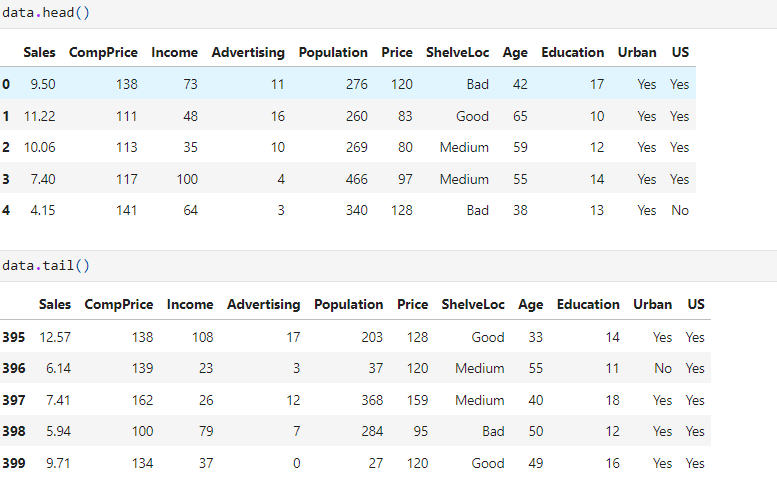 data.head()
Sales CompPrice Income Advertising Population Price ShelveLoc Age Education Urban US
0 9.50 138 73 11 276 120 Bad 42 17 Yes Yes
1 11.22 111 48 16 260 83 Good 65 10 Yes Yes
2 10.06 113 35 10 269 80 Medium 59 12 Yes Yes
3 7.40 117 100 4 466 97 Medium 55 14 Yes Yes
4 4.15 141 64 3 340 128 Bad 38 13 Yes No
data.tail()
Sales CompPrice Income Advertising Population Price ShelveLoc Age Education Urban US
395 12.57 138 108 17 203 128 Good 33 14 Yes Yes
396 6.14 139 23 3 37 120 Medium 55 11 No Yes
397 7.41 162 26 12 368 159 Medium 40 18 Yes Yes
398 5.94 100 79 7 284 95 Bad 50 12 Yes Yes
399 9.71 134 37 0 27 120 Good 49 16 Yes Yes